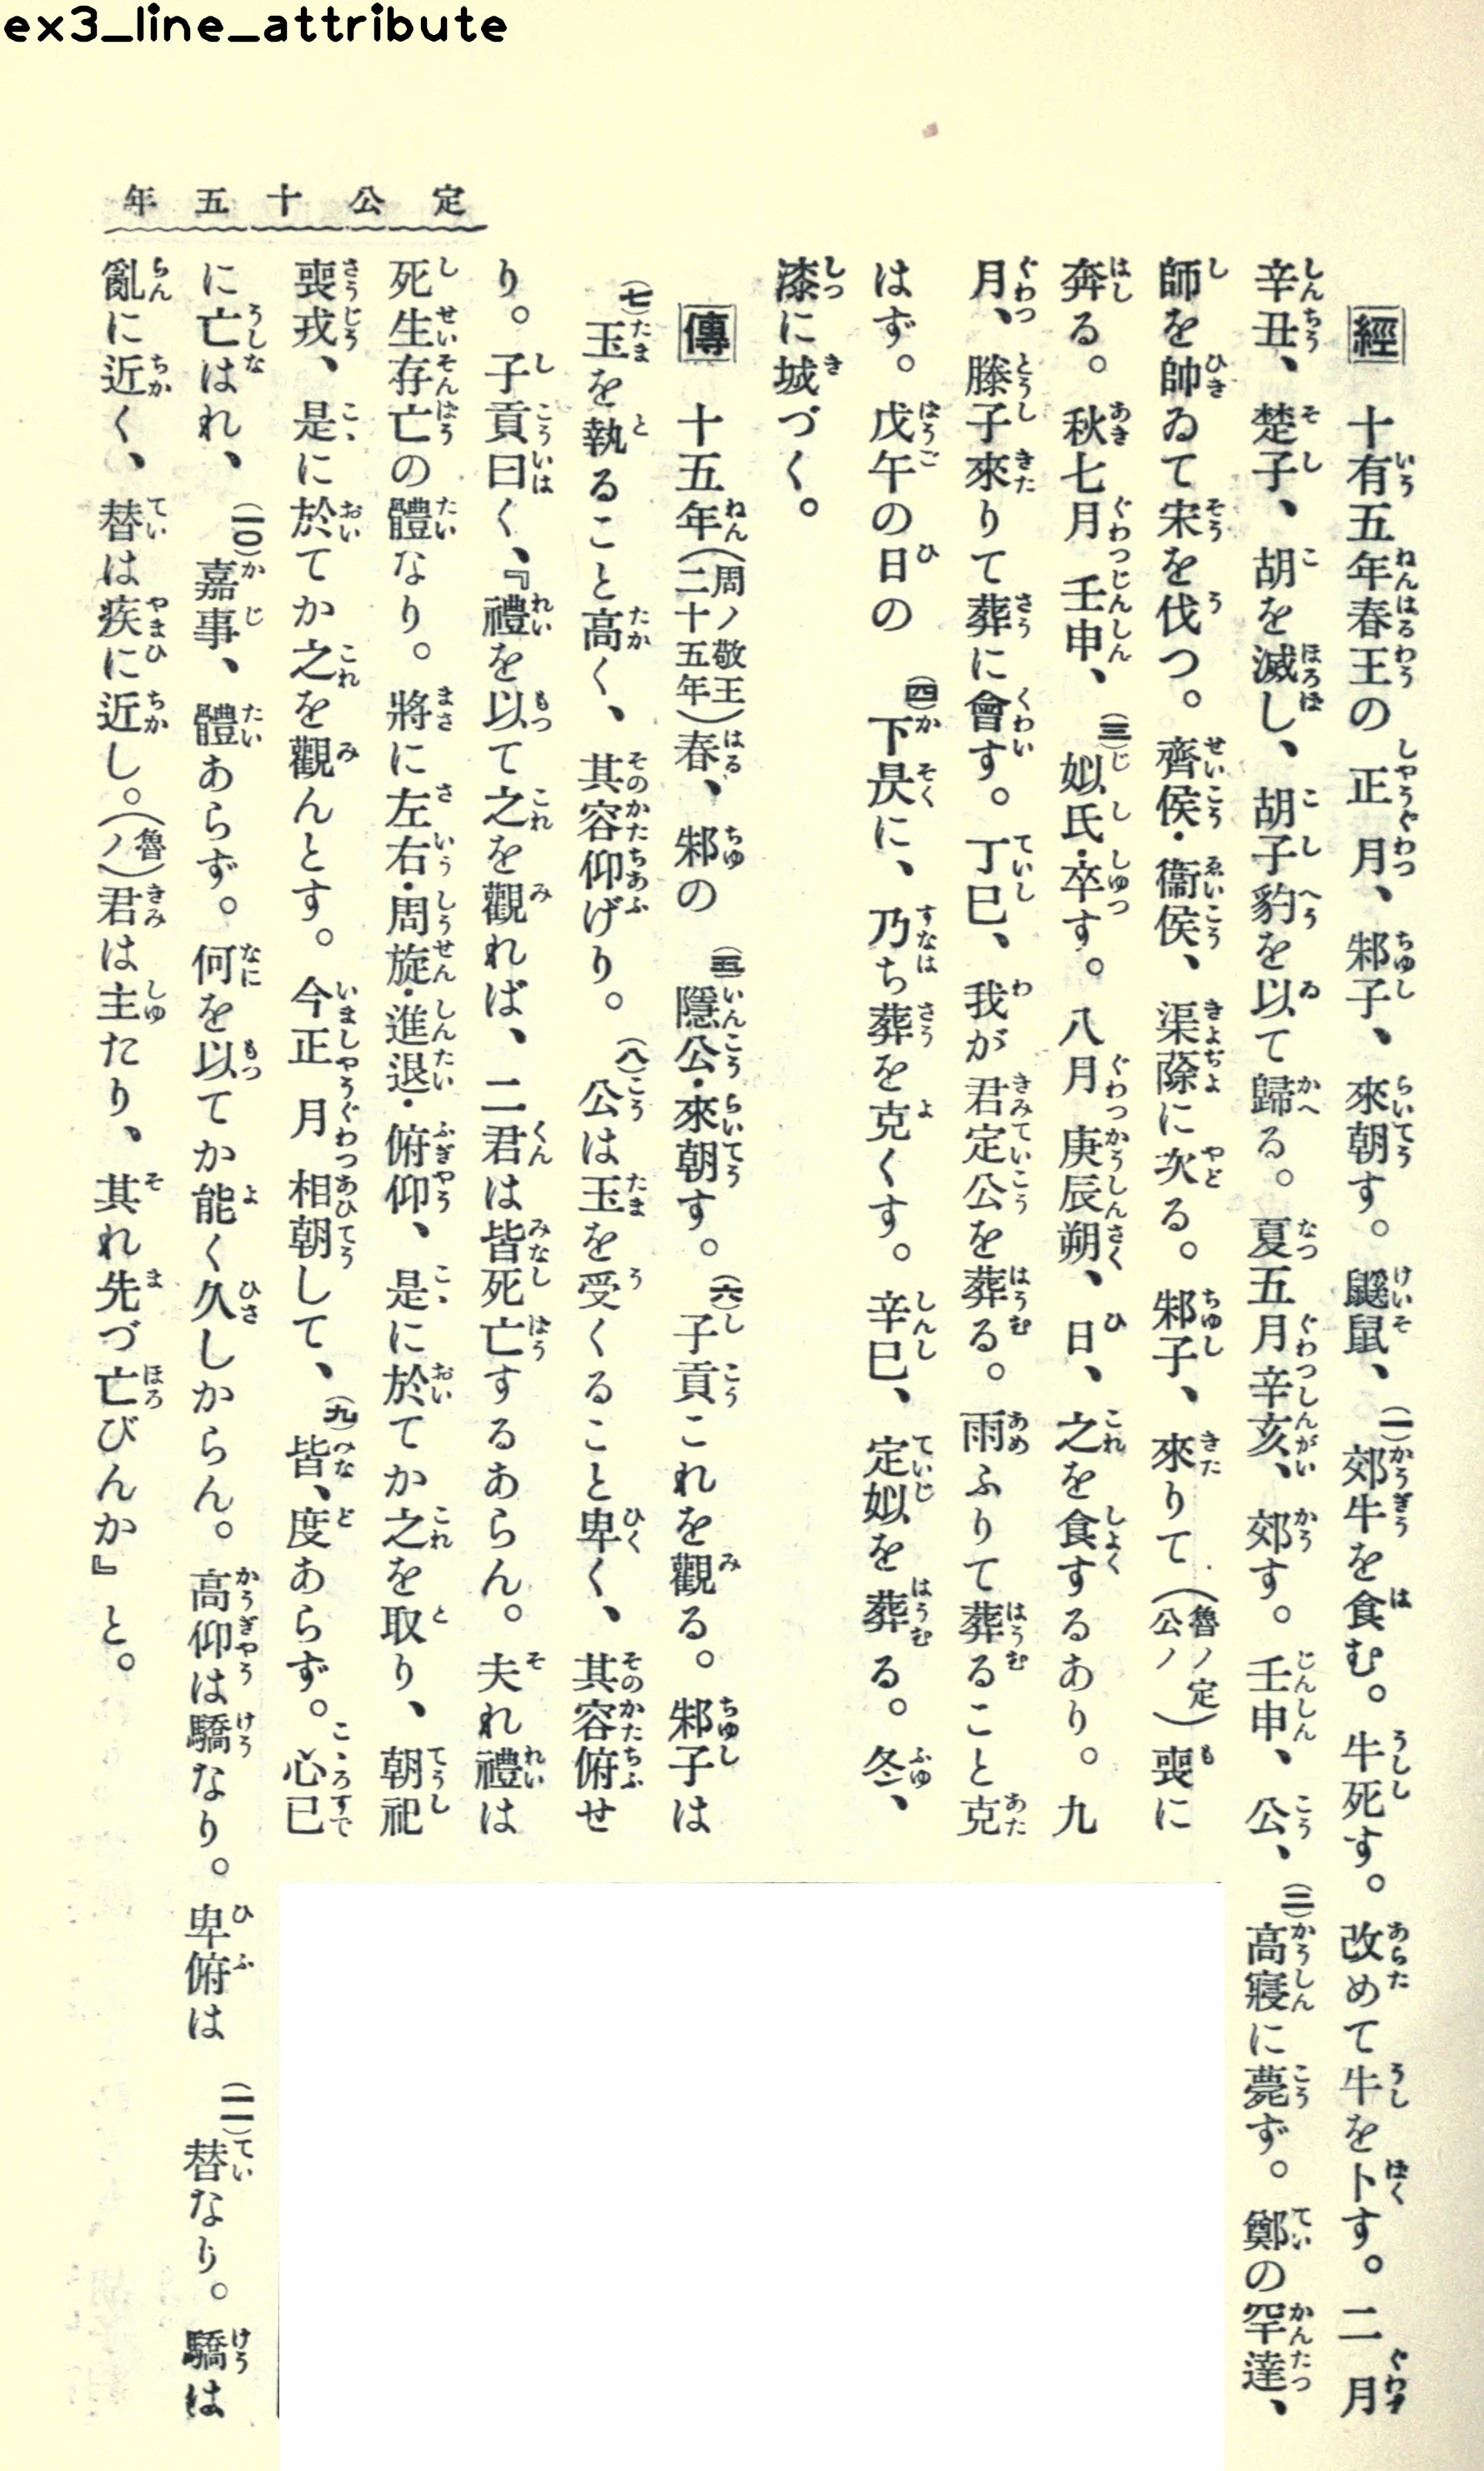 ex3_line_attribute
定公十五年
經　十有五年春王の正月、邾子、來朝す。鼷鼠、(一)郊牛を食む。牛死す。改めて牛を卜す。二月
辛丑、楚子、胡を滅し、胡子豹を以て歸る。夏五月辛亥、郊す。壬申、公、(二)高寢に薨ず。鄭の罕達、
師を帥ゐて宋を伐つ。齊侯・衞侯、渠蒢に次る。邾子、來りて(魯ノ定公ノ)喪に
奔る。秋七月壬申、(三)姒氏・卒す。八月庚辰朔、日、之を食するあり。九
月、滕子來りて葬に會す。丁巳、我が君定公を葬る。雨ふりて葬ること克
はず。戊午の日の(四)下昃に、乃ち葬を克くす。辛巳、定姒を葬る。冬、
漆に城づく。
傳　十五年(周ノ敬王二十五年)春、邾の(五)隱公・來朝す。(六)子貢これを觀る。邾子は
(七)玉を執ること高く、其容仰げり。(八)公は玉を受くること卑く、其容俯せ
り。子貢曰く、『禮を以て之を觀れば、二君は皆死亡するあらん。夫れ禮は
死生存亡の體なり。將に左右・周旋・進退・俯仰、是に於てか之を取り、朝祀
喪戎、是に於てか之を觀んとす。今正月相朝して、(九)皆、度あらず。心已
に亡はれ、(一〇)嘉事、體あらず。何を以てか能く久しからん。高仰は驕なり。卑俯は(一一)替なり。驕は
亂に近く、替は疾に近し。(魯ノ)君は主たり、其れ先づ亡びんか』と。